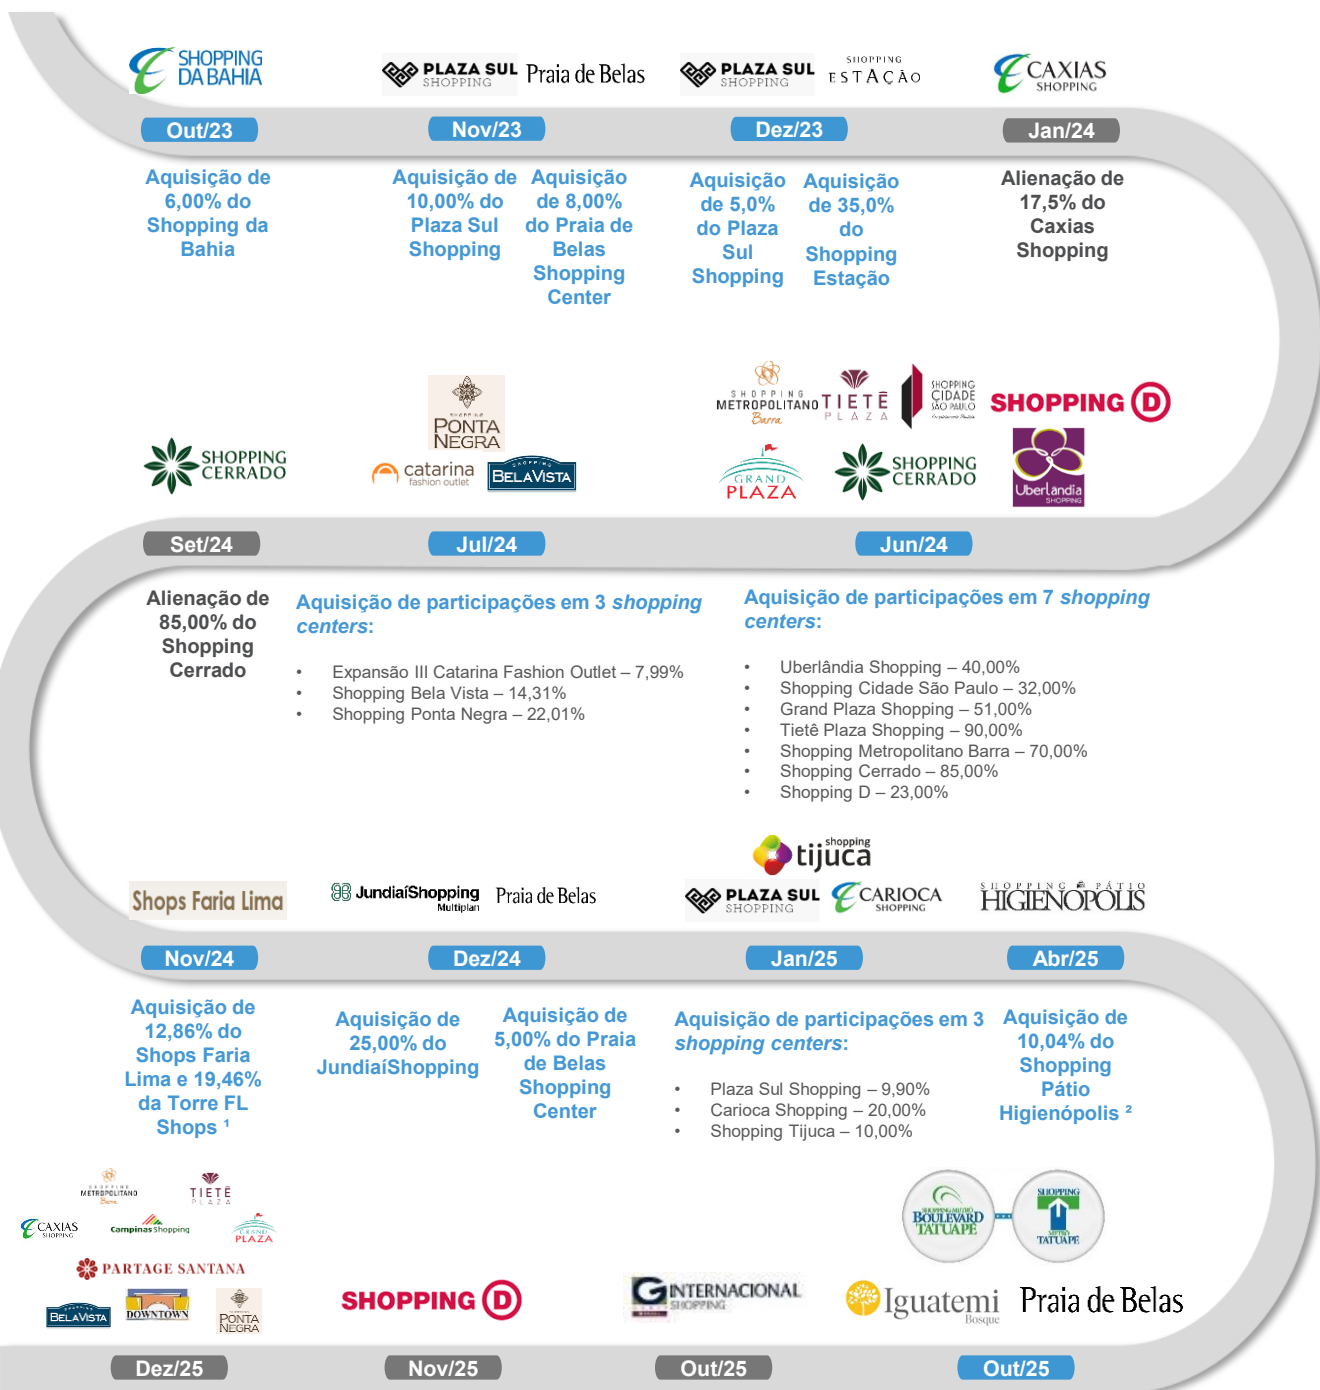 SHOPPING
DA BAHIA
PLAZA SUL
SHOPPING
Praia de Belas
PLAZA SUL
SHOPPING
SHOPPING
ESTAÇÃO
CAXIAS
SHOPPING
Out/23
Nov/23
Dez/23
Jan/24
Aquisição de
6,00% do
Shopping da
Bahia
Aquisição de
10,00% do
Plaza Sul
Shopping
Aquisição
de 8,00%
do Praia de
Belas
Shopping
Center
Aquisição
de 5,0%
do Plaza
Sul
Shopping
Aquisição
de 35,0%
do
Shopping
Estação
Alienação de
17,5% do
Caxias
Shopping
SHOPPING
CERRADO
SHOPPING
PONTA
NEGRA
catarina
fashion outlet
SHOPPING
BELAVISTA
SHOPPING
METROPOLITANO
Barra
TIETÊ
PLAZA
SHOPPING
CIDADE
SÃO PAULO
SHOPPING D
GRAND
PLAZA
SHOPPING
CERRADO
Uberlândia
SHOPPING
Set/24
Jul/24
Jun/24
Alienação de
85,00% do
Shopping
Cerrado
Aquisição de participações em 3 shopping
centers:
• Expansão III Catarina Fashion Outlet – 7,99%
• Shopping Bela Vista – 14,31%
• Shopping Ponta Negra – 22,01%
Aquisição de participações em 7 shopping
centers:
• Uberlândia Shopping – 40,00%
• Shopping Cidade São Paulo – 32,00%
• Grand Plaza Shopping – 51,00%
• Tietê Plaza Shopping – 90,00%
• Shopping Metropolitano Barra – 70,00%
• Shopping Cerrado – 85,00%
• Shopping D – 23,00%
Shops Faria Lima
JundiaíShopping
Multiplan
Praia de Belas
shopping
tijuca
PLAZA SUL
SHOPPING
CARIOCA
SHOPPING
SHOPPING PÁTIO
HIGIENÓPOLIS
Nov/24
Dez/24
Jan/25
Abr/25
Aquisição de
12,86% do
Shops Faria
Lima e 19,46%
da Torre FL
Shops ¹
Aquisição de
25,00% do
JundiaíShopping
Aquisição de
5,00% do Praia
de Belas
Shopping
Center
Aquisição de participações em 3
shopping centers:
• Plaza Sul Shopping – 9,90%
• Carioca Shopping – 20,00%
• Shopping Tijuca – 10,00%
Aquisição de
10,04% do
Shopping
Pátio
Higienópolis ²
SHOPPING
METROPOLITANO
Barra
TIETÊ
PLAZA
CAXIAS
SHOPPING
Campinas Shopping
GRAND
PLAZA
PARTAGE SANTANA
SHOPPING
BELAVISTA
DOWNTOWN
PONTA
NEGRA
SHOPPING D
INTERNACIONAL
SHOPPING
SHOPPING METRÔ
BOULEVARD
TATUAPÉ
SHOPPING
METRÔ
TATUAPÉ
Iguatemi
Bosque
Praia de Belas
Dez/25
Nov/25
Out/25
Out/25